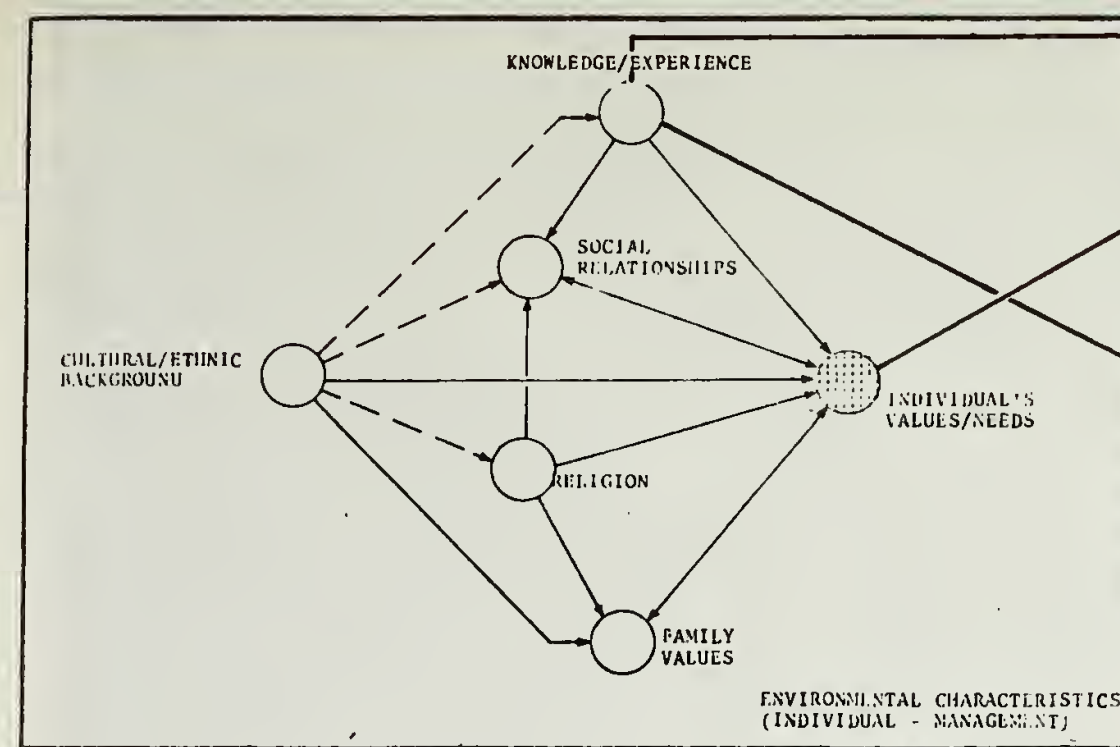 KNOWLEDGE/EXPERIENCE
SOCIAL
RELATIONSHIPS
CULTURAL/ETHNIC
BACKGROUND
INDIVIDUAL'S
VALUES/NEEDS
RELIGION
FAMILY
VALUES
ENVIRONMENTAL CHARACTERISTICS
(INDIVIDUAL - MANAGEMENT)